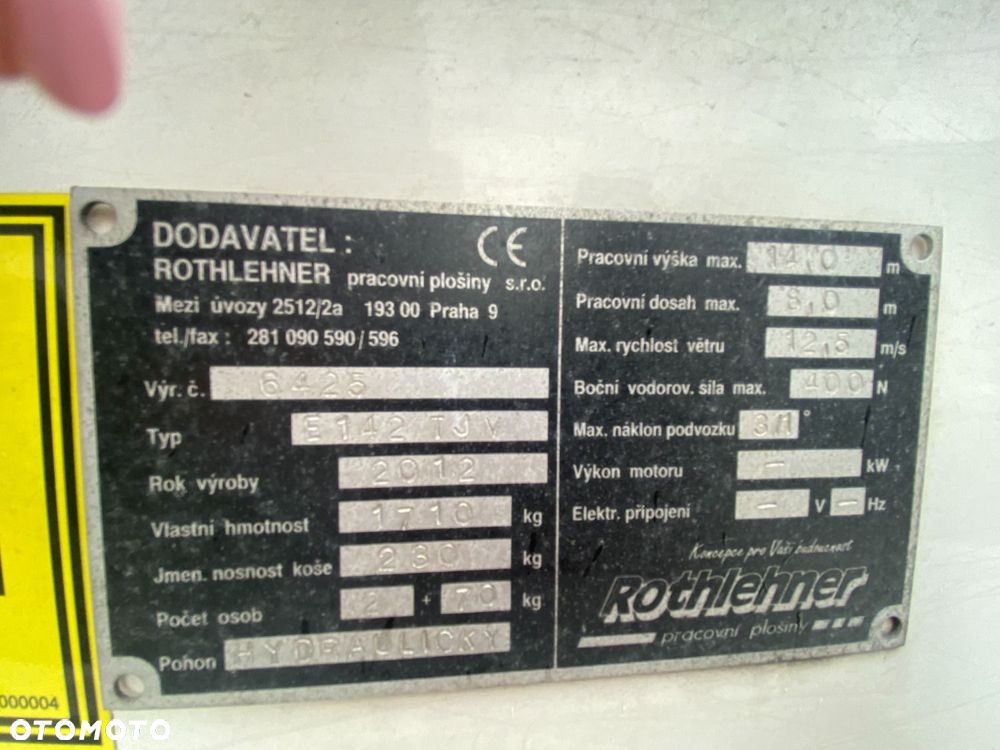 DODAVATEL : CE
ROTHLEHNER pracovní plošiny s.r.o.
Mezi úvozy 2512/2a 193 00 Praha 9
tel./fax : 281 090 590 / 596
Výr. č. 6425
Typ E142 TJV
Rok výroby 2012
Vlastní hmotnost 1710 kg
Jmen. nosnost koše 230 kg
Počet osob 2 + 70 kg
Pohon HYDRAULICKY
Pracovní výška max. 14,0 m
Pracovní dosah max. 8,0 m
Max. rychlost větru 12,5 m/s
Boční vodorov. síla max. 400 N
Max. náklon podvozku °
Výkon motoru – kW
Elektr. připojení – V – Hz
Koncepce pro Vaši budoucnost
Rothlehner
pracovní plošiny
000004
OTOMOTO